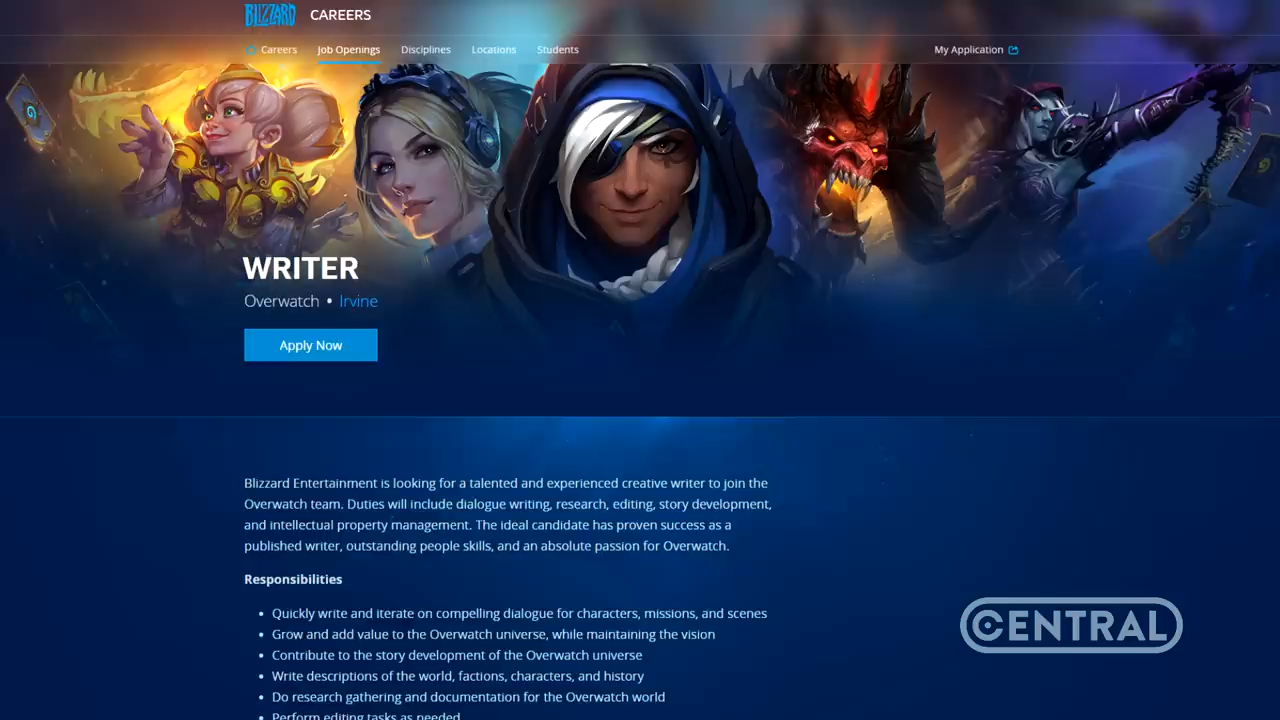 BLIZZARD CAREERS
Careers Job Openings Disciplines Locations Students My Application
WRITER
Overwatch • Irvine
Apply Now
Blizzard Entertainment is looking for a talented and experienced creative writer to join the
Overwatch team. Duties will include dialogue writing, research, editing, story development,
and intellectual property management. The ideal candidate has proven success as a
published writer, outstanding people skills, and an absolute passion for Overwatch.
Responsibilities
• Quickly write and iterate on compelling dialogue for characters, missions, and scenes
• Grow and add value to the Overwatch universe, while maintaining the vision
• Contribute to the story development of the Overwatch universe
• Write descriptions of the world, factions, characters, and history
• Do research gathering and documentation for the Overwatch world
• Perform editing tasks as needed
CENTRAL